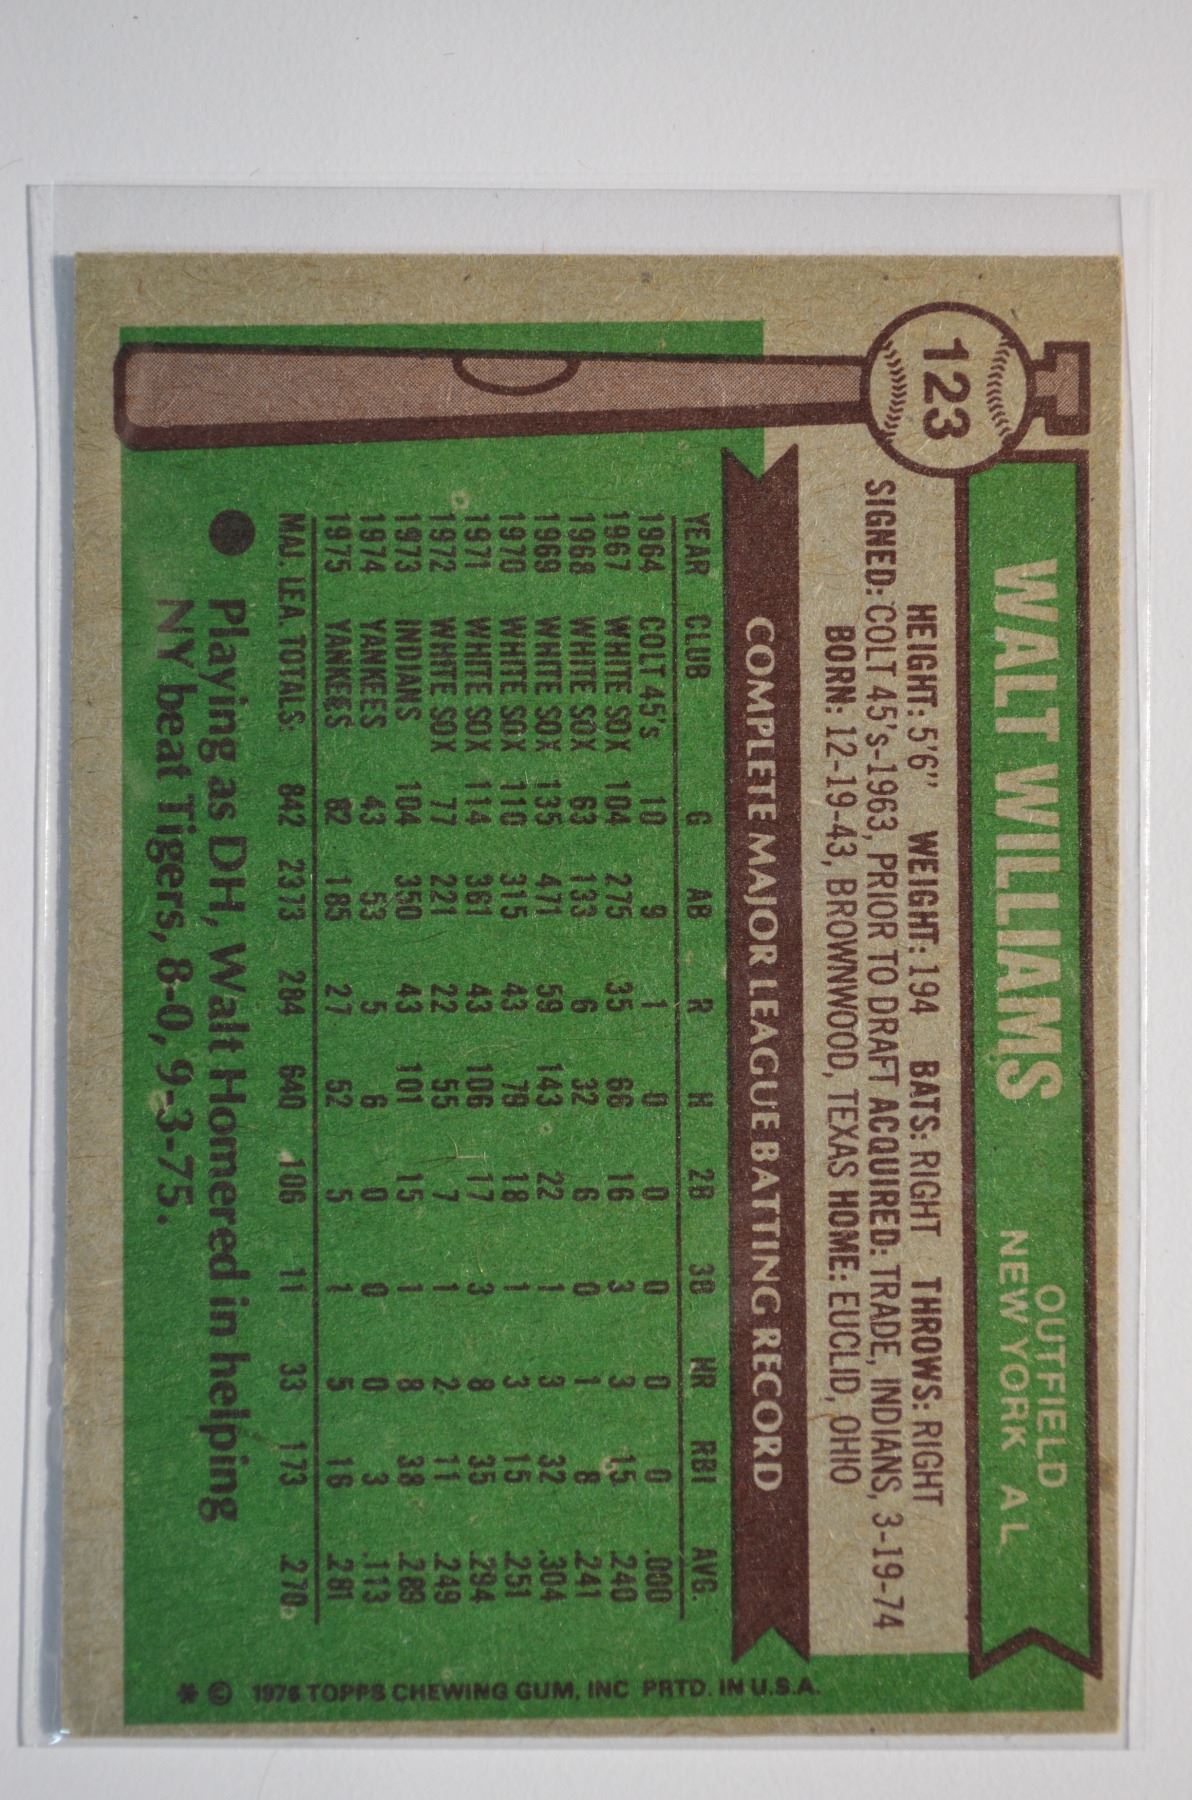 123
WALT WILLIAMS
OUTFIELD
NEW YORK AL
HEIGHT: 5'6" WEIGHT: 194 BATS: RIGHT THROWS: RIGHT
SIGNED: COLT 45's-1963, PRIOR TO DRAFT ACQUIRED: TRADE, INDIANS, 3-19-74
BORN: 12-19-43, BROWNWOOD, TEXAS HOME: EUCLID, OHIO
COMPLETE MAJOR LEAGUE BATTING RECORD
YEAR CLUB G AB R H 2B 3B HR RBI AVG.
1964 COLT 45's 10 9 1 0 0 0 0 0 .000
1967 WHITE SOX 104 275 35 66 16 3 3 15 .240
1968 WHITE SOX 63 133 6 32 6 0 1 8 .241
1969 WHITE SOX 135 471 59 143 22 1 3 32 .304
1970 WHITE SOX 110 315 43 79 18 1 3 15 .251
1971 WHITE SOX 114 361 43 106 17 3 8 35 .294
1972 WHITE SOX 77 221 22 55 7 1 2 11 .249
1973 INDIANS 104 350 43 101 15 1 8 38 .289
1974 YANKEES 43 53 5 6 0 0 0 3 .113
1975 YANKEES 82 185 27 52 5 1 5 16 .281
MAJ. LEA. TOTALS. 842 2373 284 640 106 11 33 173 .270
● Playing as DH, Walt Homered in helping
NY beat Tigers, 8-0, 9-3-75.
* © 1976 TOPPS CHEWING GUM, INC PRTD. IN U.S.A.